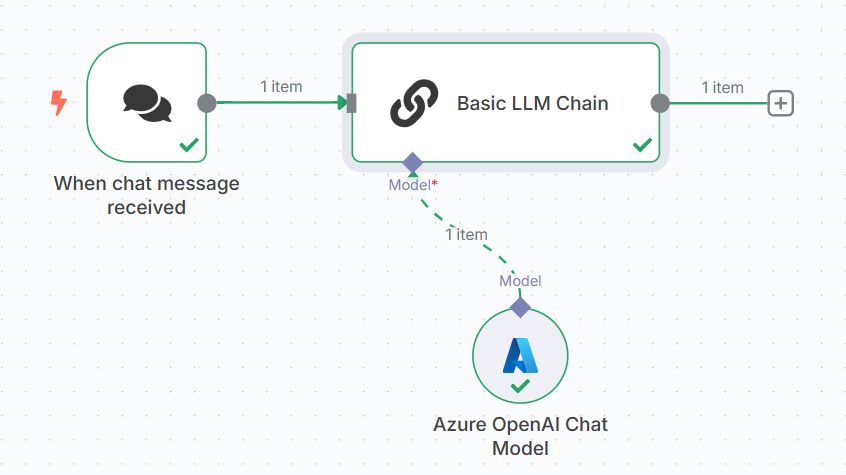 1 item
Basic LLM Chain
1 item
When chat message
received
Model*
1 item
Model
Azure OpenAI Chat
Model